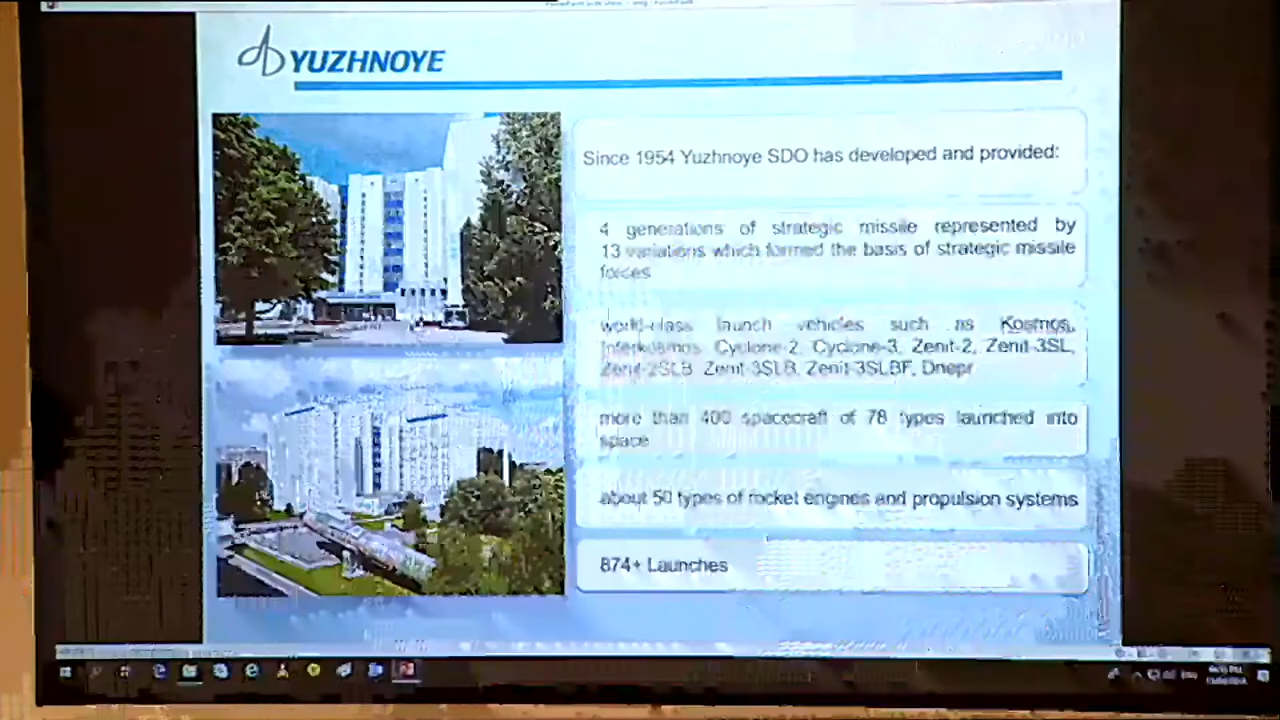 YUZHNOYE
Since 1954 Yuzhnoye SDO has developed and provided:
4 generations of strategic missile represented by
13 variations which formed the basis of strategic missile
forces
world-class launch vehicles such as Kosmos,
Interkosmos, Cyclone-2, Cyclone-3, Zenit-2, Zenit-3SL,
Zenit-2SLB, Zenit-3SLB, Zenit-3SLBF, Dnepr
more than 400 spacecraft of 78 types launched into
space
about 50 types of rocket engines and propulsion systems
874+ Launches